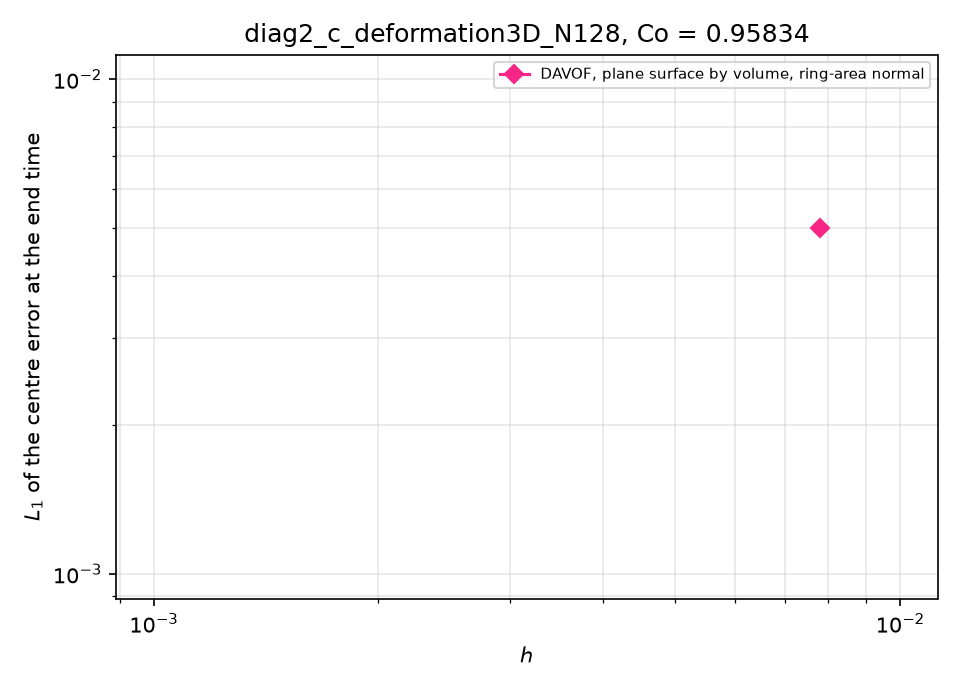 diag2_c_deformation3D_N128, Co = 0.95834
DAVOF, plane surface by volume, ring-area normal
10⁻²
10⁻³
L₁ of the centre error at the end time
10⁻³
10⁻²
h